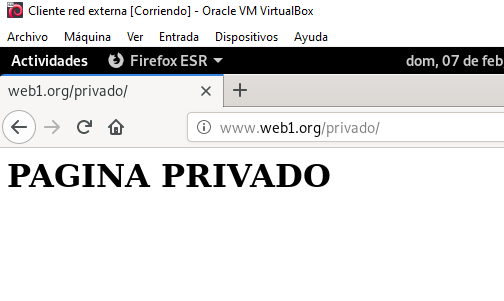 Cliente red externa [Corriendo] - Oracle VM VirtualBox
Archivo Máquina Ver Entrada Dispositivos Ayuda
Actividades Firefox ESR dom, 07 de feb
web1.org/privado/
www.web1.org/privado/
PAGINA PRIVADO